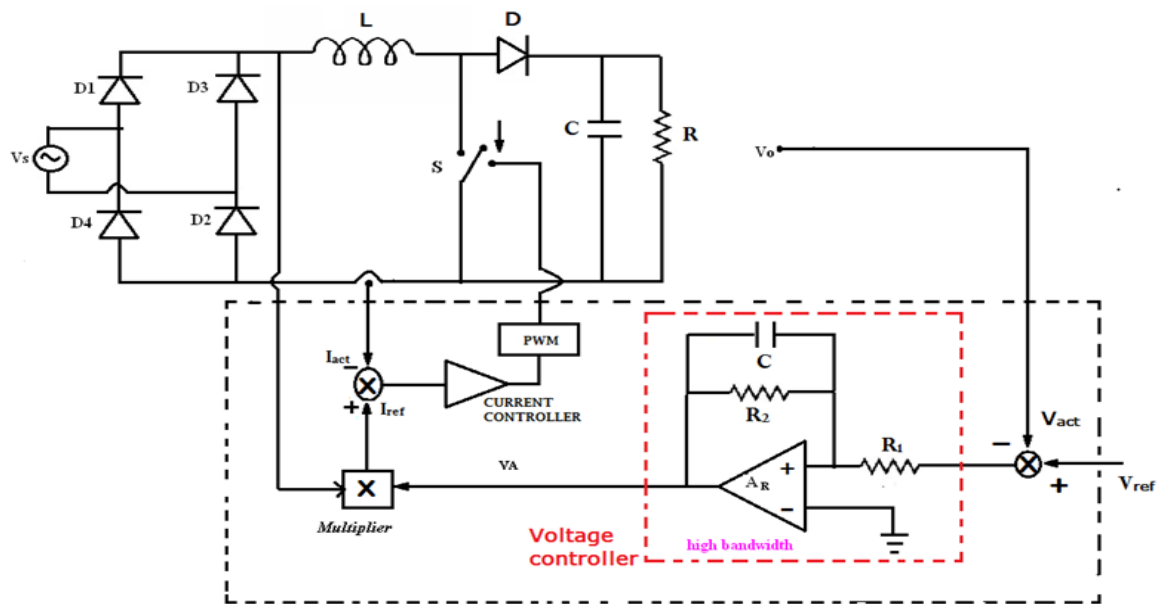 L
D
D1
D3
Vs
S
C
R
Vo
D4
D2
PWM
Iact
−
+
Iref
CURRENT
CONTROLLER
C
R2
R1
Vact
−
+
Vref
VA
AR
+
−
X
Multiplier
Voltage
controller
high bandwidth